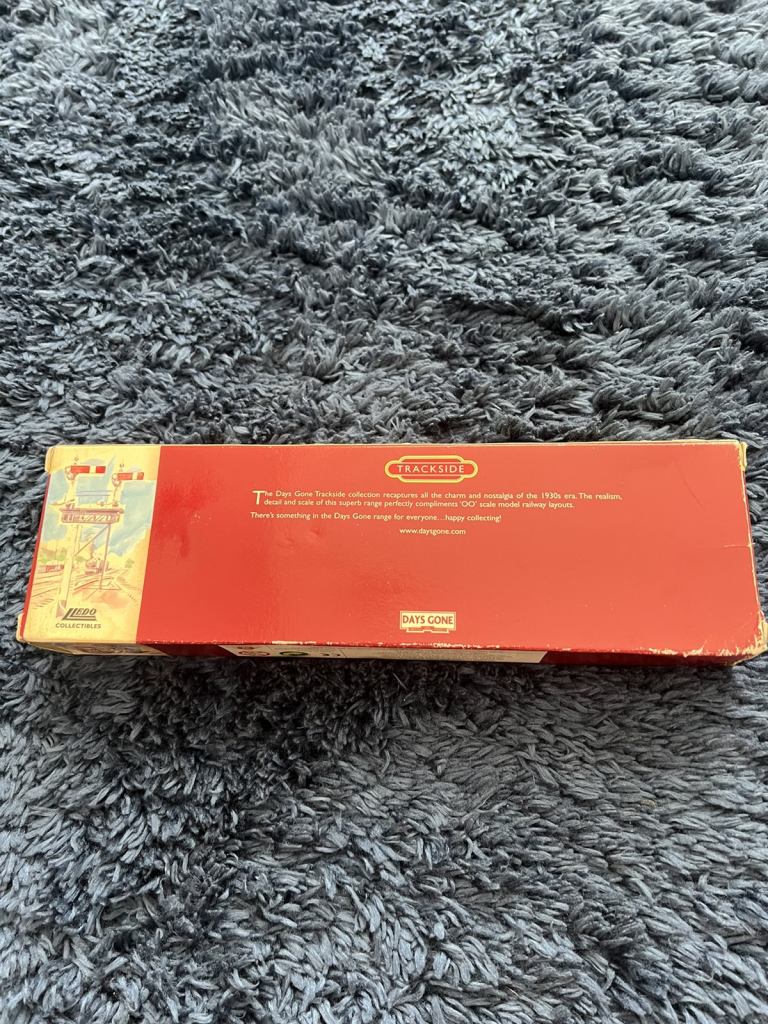 TRACKSIDE
The Days Gone Trackside collection recaptures all the charm and nostalgia of the 1930s era. The realism,
detail and scale of this superb range perfectly compliments 'OO' scale model railway layouts.
There's something in the Days Gone range for everyone...happy collecting!
www.daysgone.com
LLEDO
COLLECTIBLES
DAYS GONE